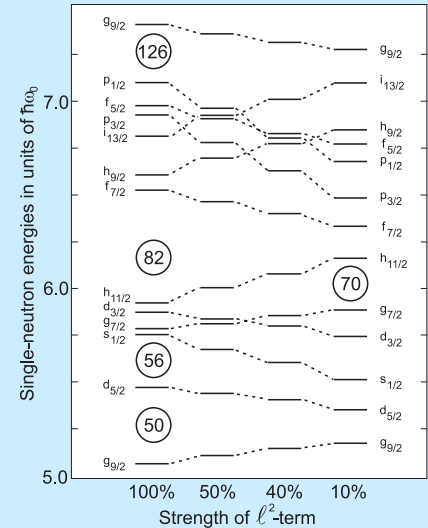 Single-neutron energies in units of ħω₀
7.0
6.0
5.0
g9/2
126
p1/2
f5/2
p3/2
i13/2
h9/2
f7/2
82
h11/2
d3/2
g7/2
s1/2
56
d5/2
50
g9/2
g9/2
i13/2
h9/2
f5/2
p1/2
p3/2
f7/2
h11/2
70
g7/2
d3/2
s1/2
d5/2
g9/2
100% 50% 40% 10%
Strength of ℓ²-term